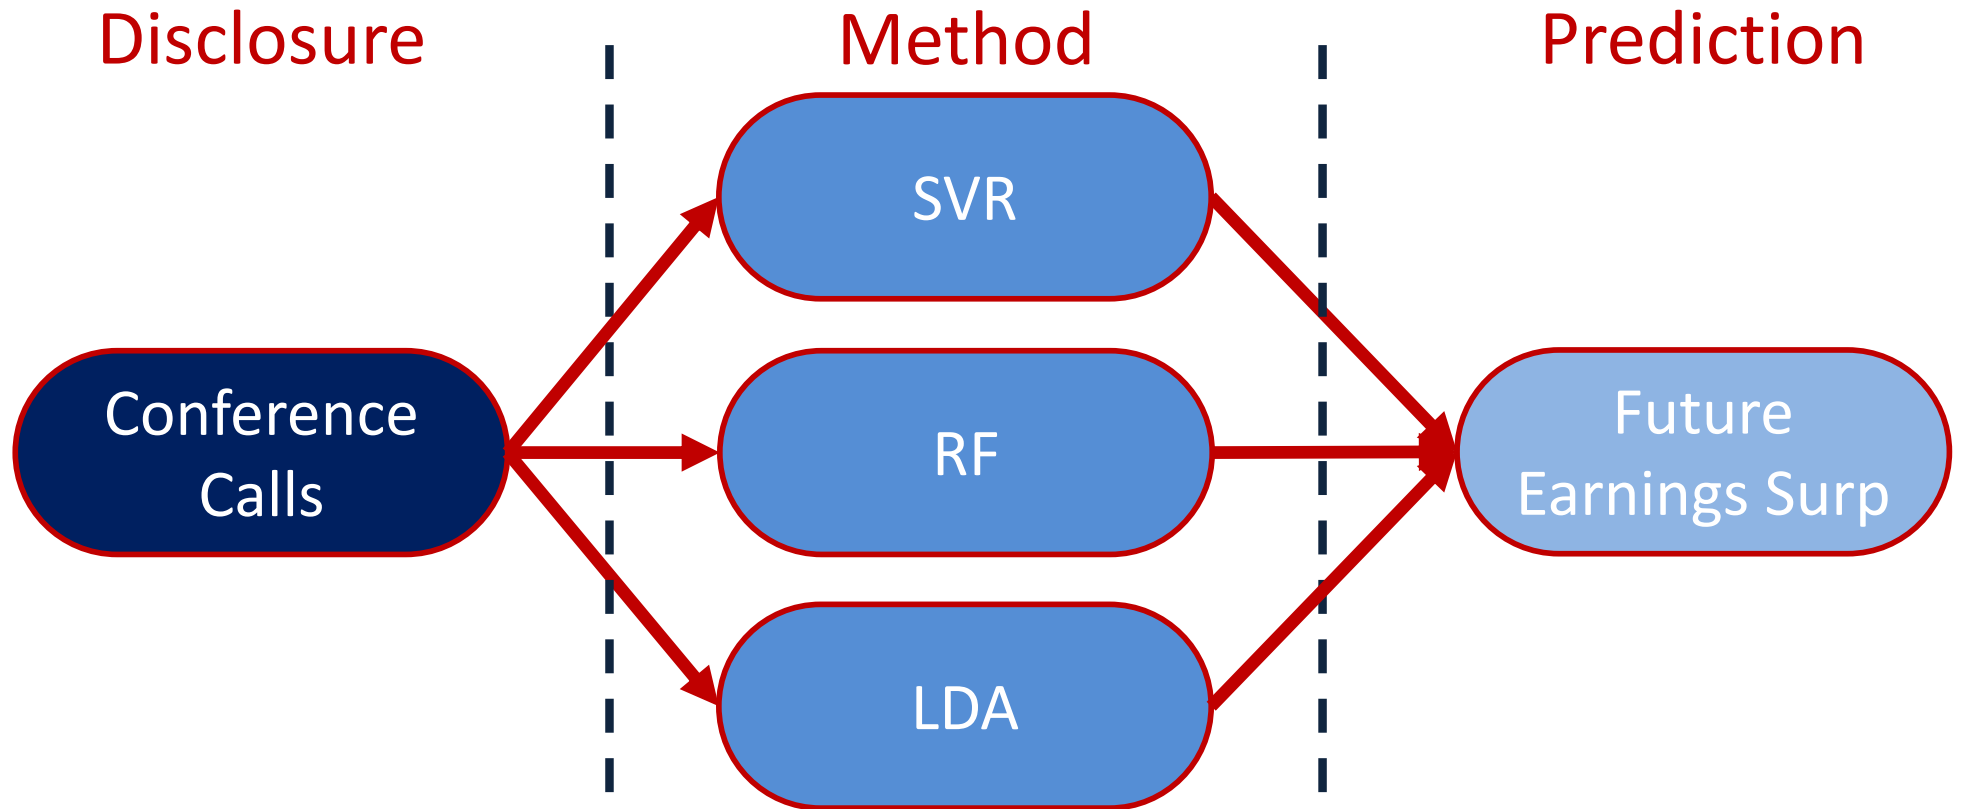 Disclosure
Method
Prediction
SVR
Conference
Calls
RF
Future
Earnings Surp
LDA